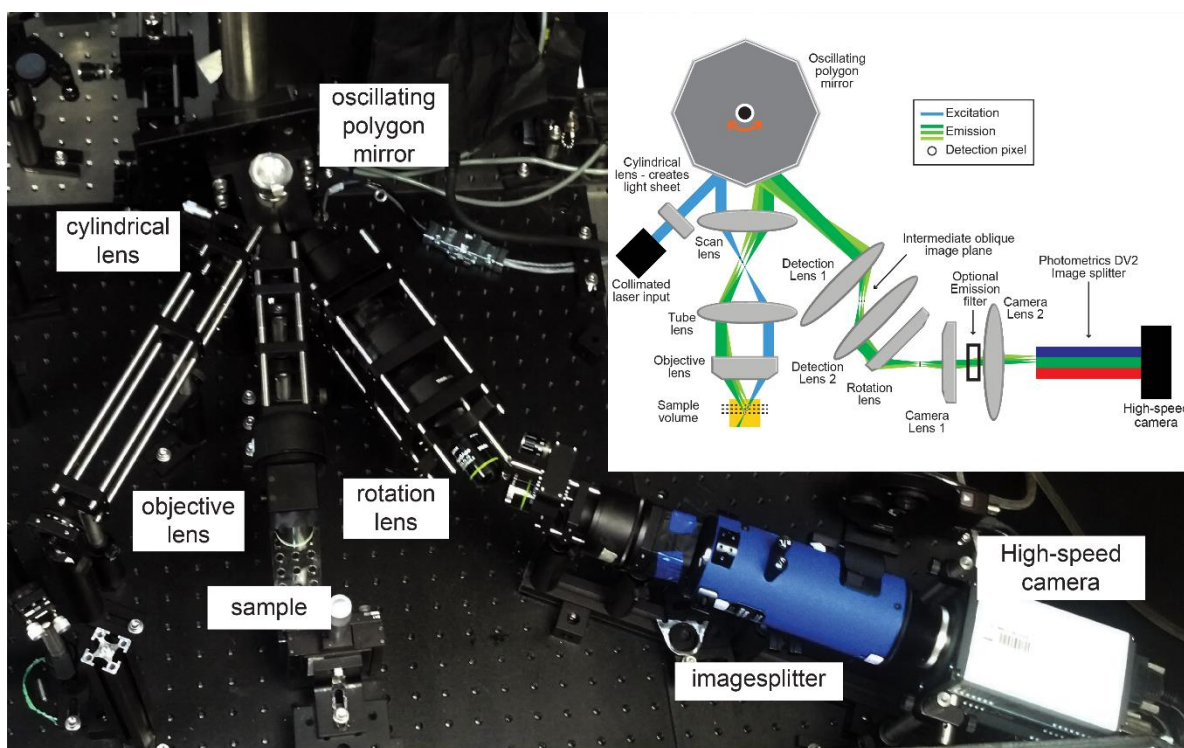 oscillating
polygon
mirror
cylindrical
lens
objective
lens
rotation
lens
sample
imagesplitter
High-speed
camera
Oscillating
polygon
mirror
Excitation
Emission
Detection pixel
Cylindrical
lens - creates
light sheet
Scan
lens
Collimated
laser input
Tube
lens
Objective
lens
Sample
volume
Detection
Lens 1
Intermediate oblique
image plane
Detection
Lens 2
Rotation
lens
Optional
Emission
filter
Camera
Lens 1
Camera
Lens 2
Photometrics DV2
Image splitter
High-speed
camera